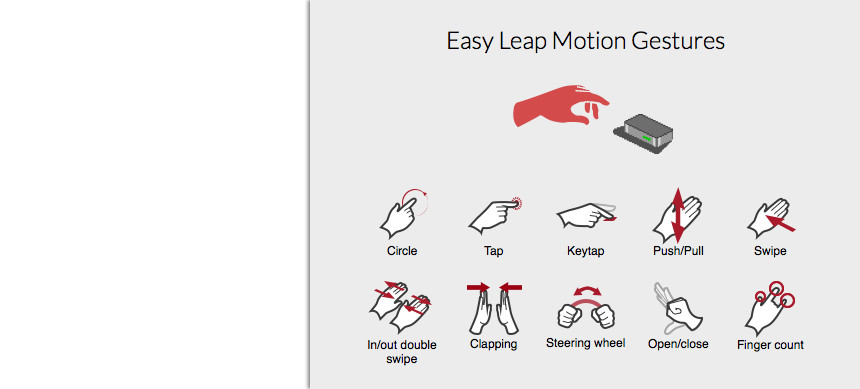 Easy Leap Motion Gestures
Circle
Tap
Keytap
Push/Pull
Swipe
In/out double
swipe
Clapping
Steering wheel
Open/close
Finger count